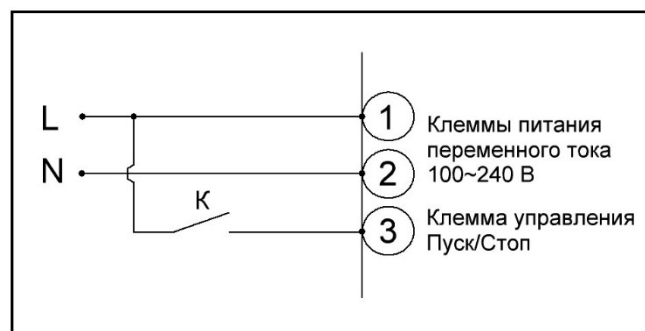 L
1
Клеммы питания
переменного тока
100~240 В
N
2
К
3
Клемма управления
Пуск/Стоп